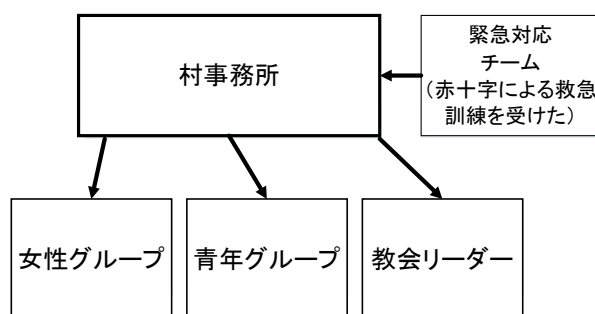 村事務所
緊急対応
チーム
(赤十字による救急
訓練を受けた)
女性グループ
青年グループ
教会リーダー